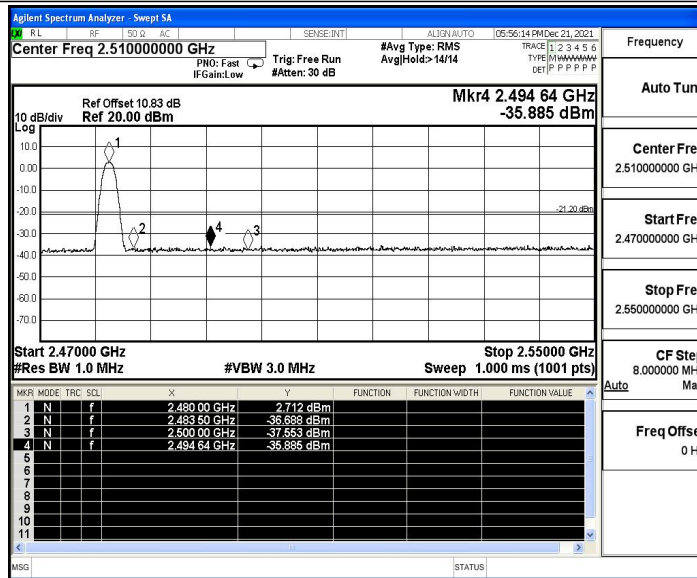 Agilent Spectrum Analyzer - Swept SA
RL RF 50 Ω AC SENSE:INT ALIGN AUTO 05:56:14 PM Dec 21, 2021
Center Freq 2.510000000 GHz #Avg Type: RMS TRACE 1 2 3 4 5 6
PNO: Fast Trig: Free Run Avg|Hold:>14/14 TYPE M WWWWW
IFGain:Low #Atten: 30 dB DET P P P P P P
Ref Offset 10.83 dB Mkr4 2.494 64 GHz
10 dB/div Ref 20.00 dBm -35.885 dBm
Log
10.0
0.00
-10.0
-20.0
-30.0
-40.0
-50.0
-60.0
-70.0
1
2
4
3
-21.20 dBm
Start 2.47000 GHz Stop 2.55000 GHz
#Res BW 1.0 MHz #VBW 3.0 MHz Sweep 1.000 ms (1001 pts)
MKR MODE TRC SCL X Y FUNCTION FUNCTION WIDTH FUNCTION VALUE
1 N f 2.480 00 GHz 2.712 dBm
2 N f 2.483 50 GHz -36.688 dBm
3 N f 2.500 00 GHz -37.553 dBm
4 N f 2.494 64 GHz -35.885 dBm
5
6
7
8
9
10
11
MSG STATUS
Frequency
Auto Tun
Center Fre
2.510000000 GH
Start Fre
2.470000000 GH
Stop Fre
2.550000000 GH
CF Ste
8.000000 MH
Auto Ma
Freq Offse
0 H